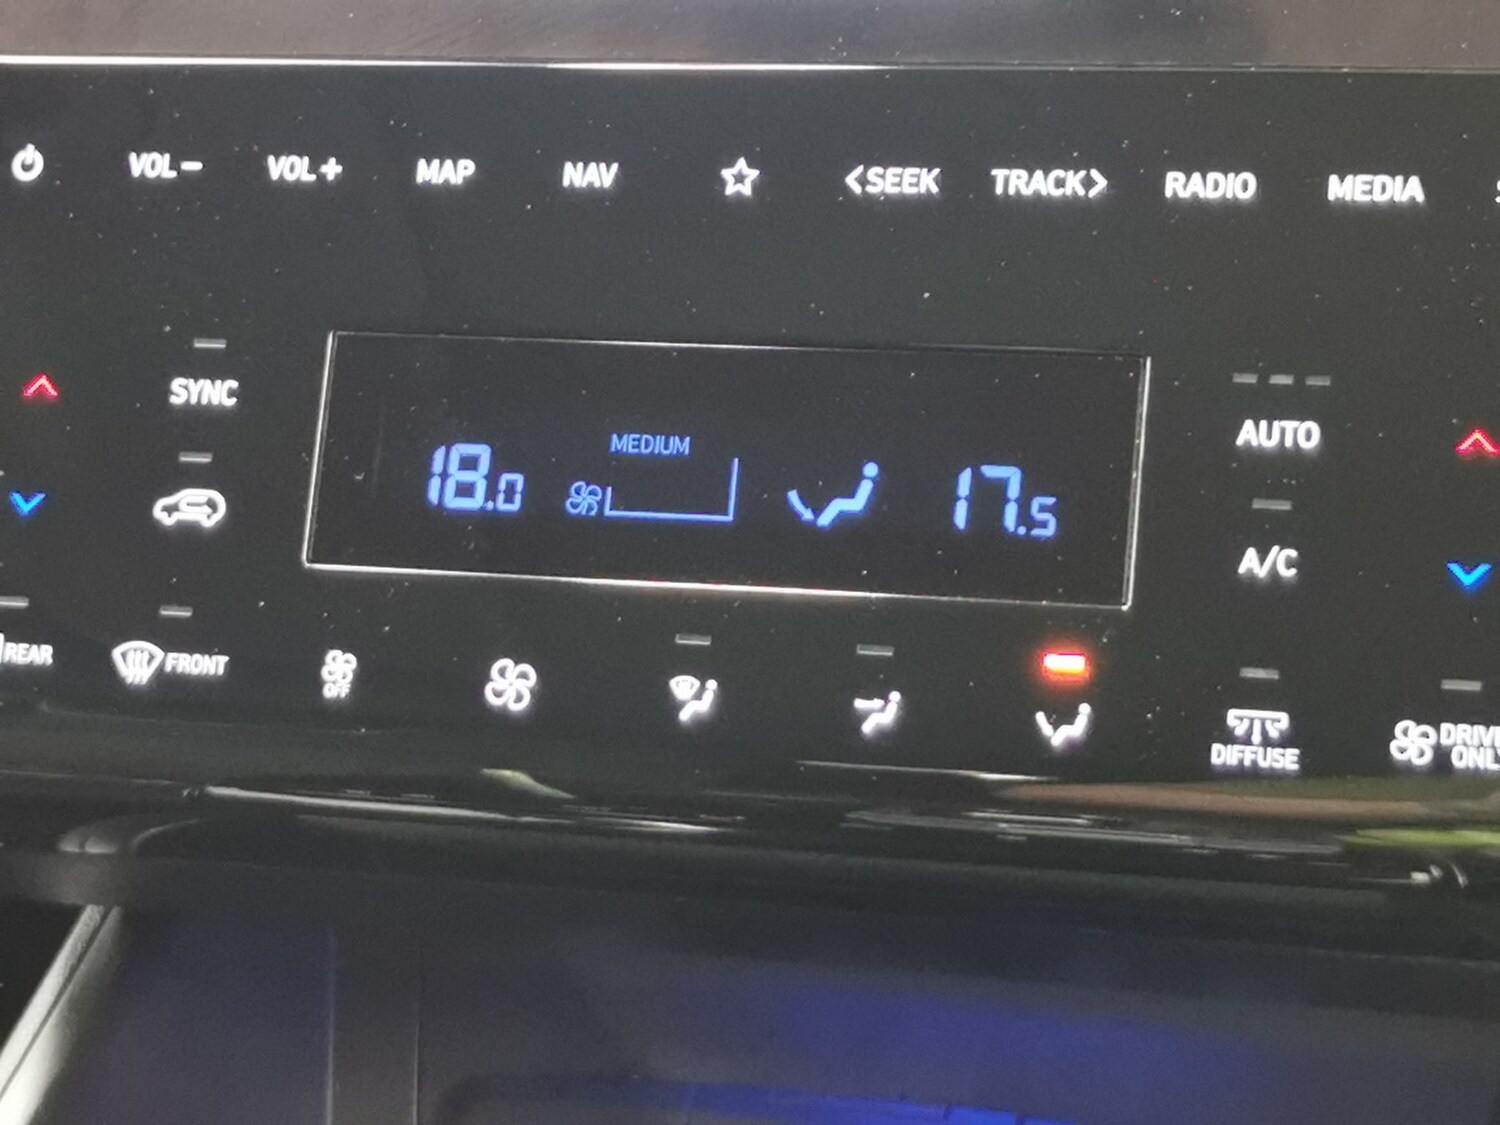 VOL− VOL+ MAP NAV <SEEK TRACK> RADIO MEDIA
SYNC
AUTO
MEDIUM
18.0
17.5
A/C
REAR
FRONT
OFF
DIFFUSE
DRIVE
ONLY